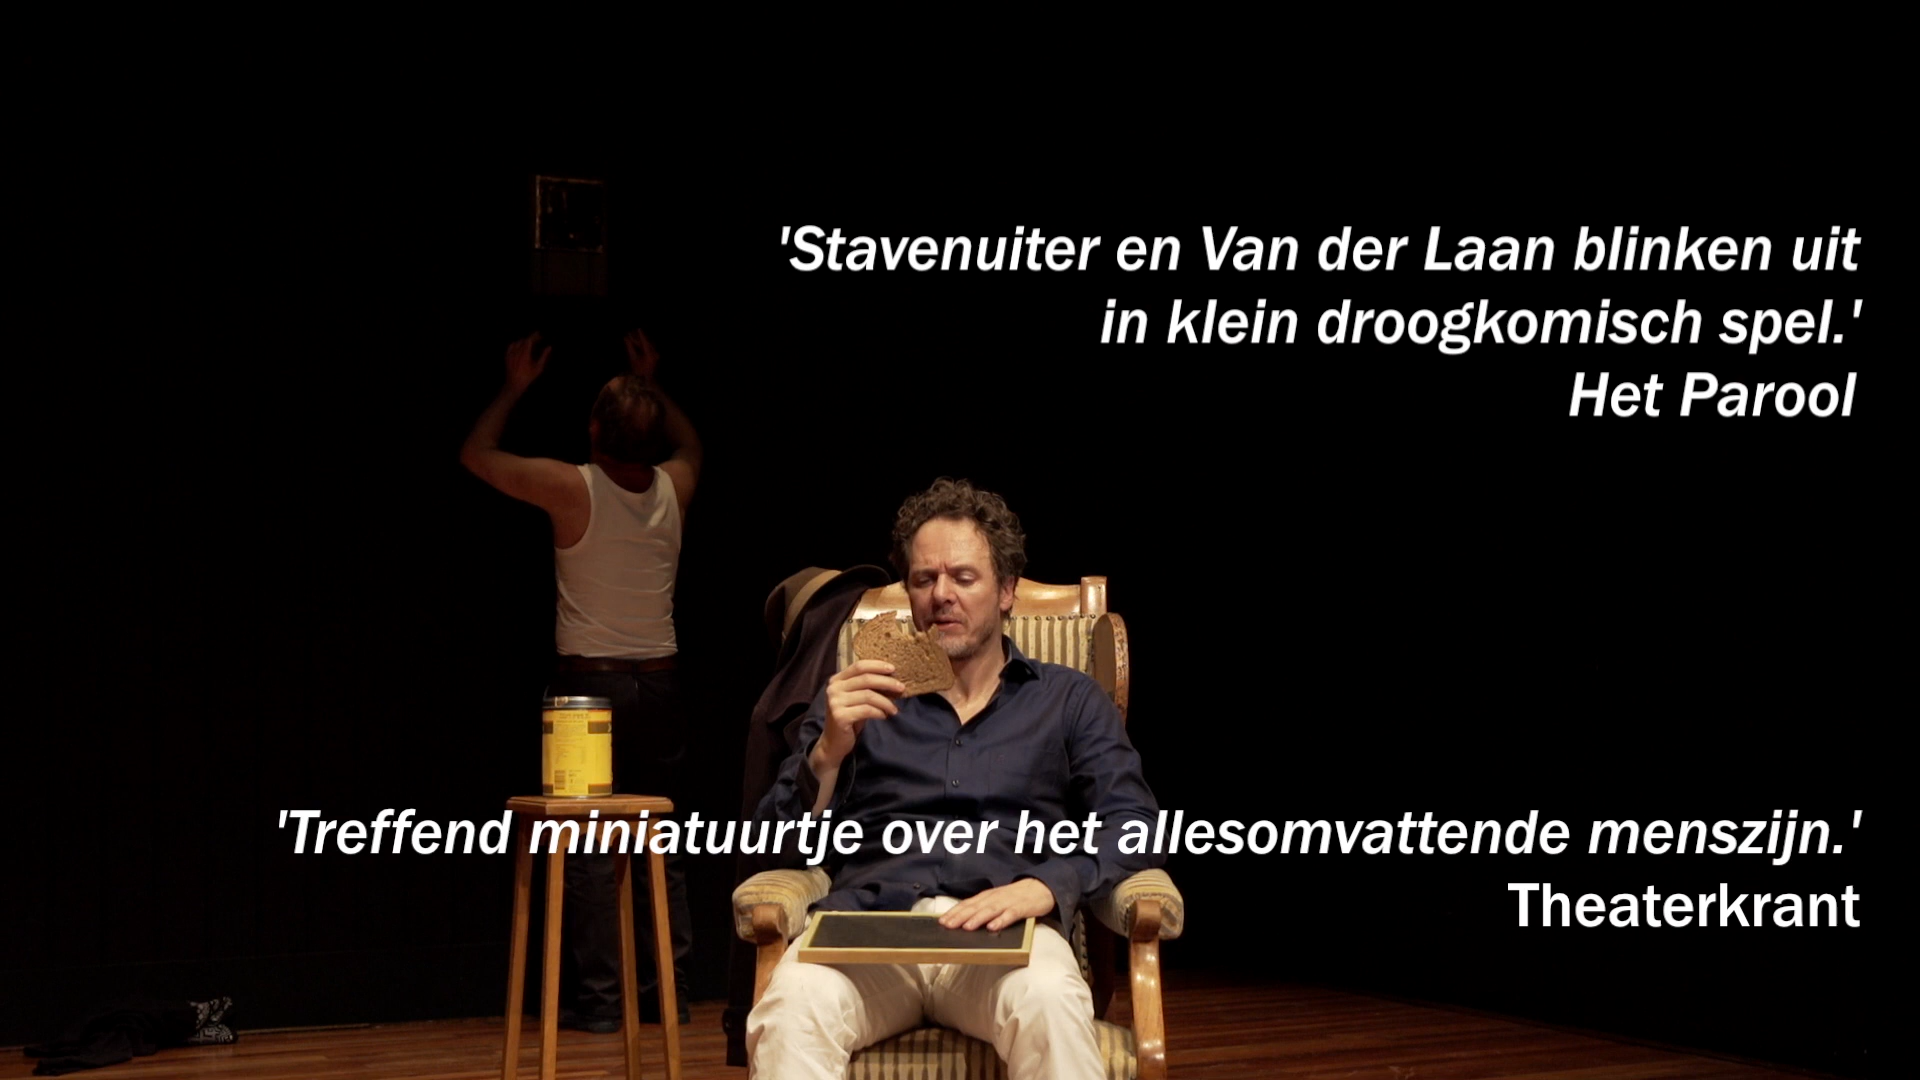 'Stavenuiter en Van der Laan blinken uit
in klein droogkomisch spel.'
Het Parool
'Treffend miniatuurtje over het allesomvattende menszijn.'
Theaterkrant